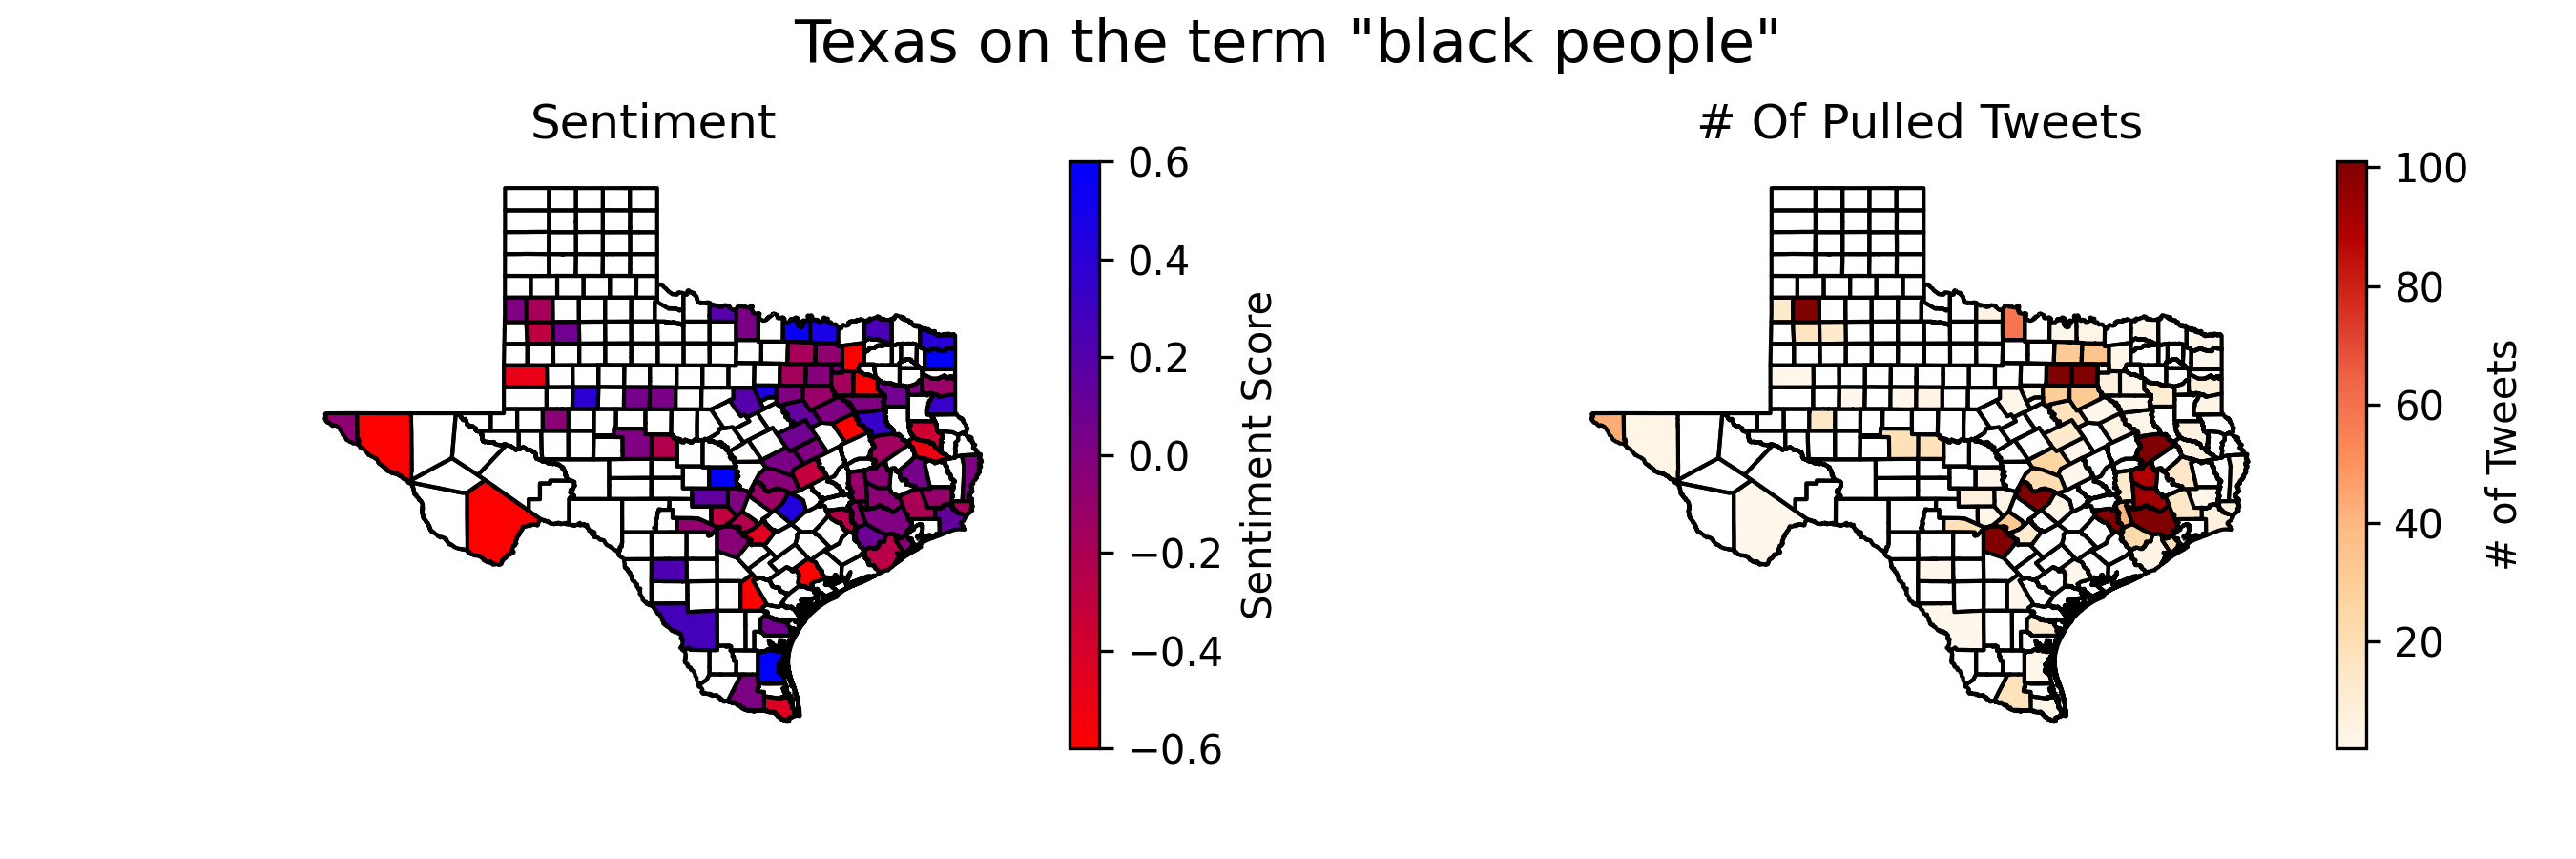 Texas on the term "black people"
Sentiment
0.6
0.4
0.2
0.0
−0.2
−0.4
−0.6
Sentiment Score
# Of Pulled Tweets
100
80
60
40
20
# of Tweets